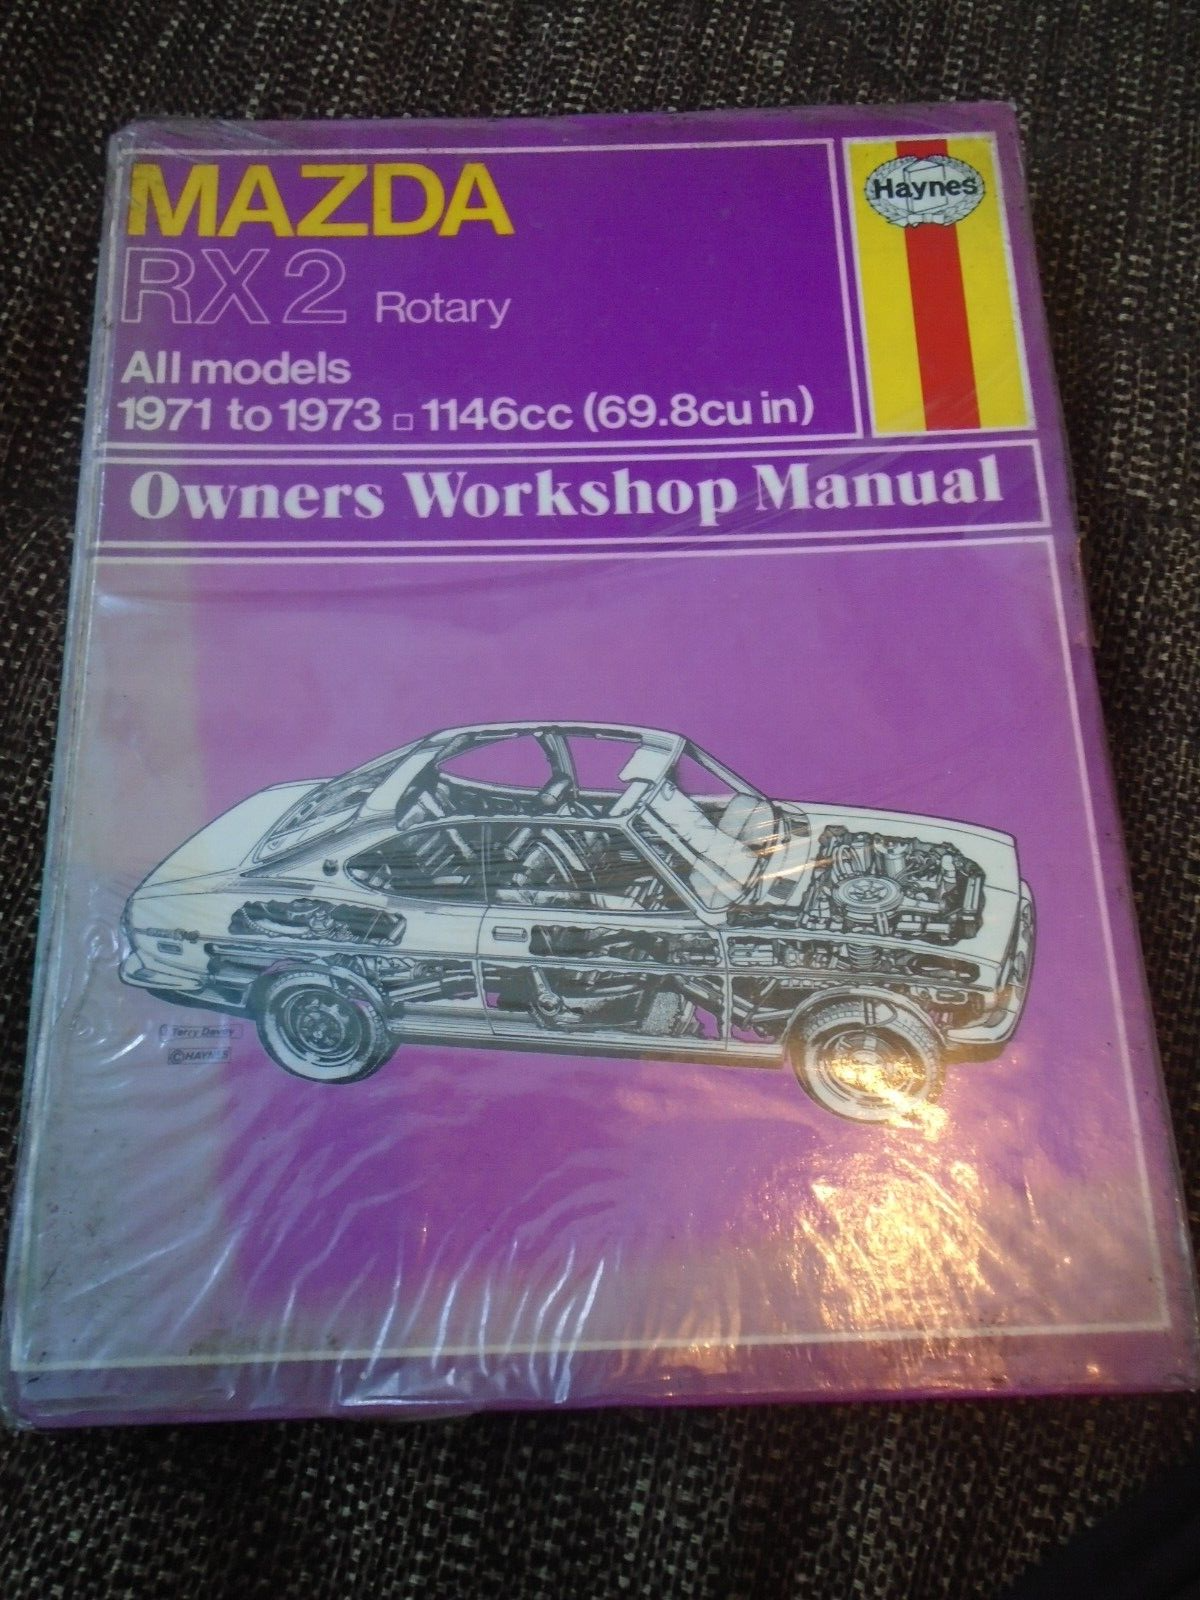 MAZDA
Haynes
RX2 Rotary
All models
1971 to 1973 □ 1146cc (69.8cu in)
Owners Workshop Manual
Terry Davey
©HAYNES